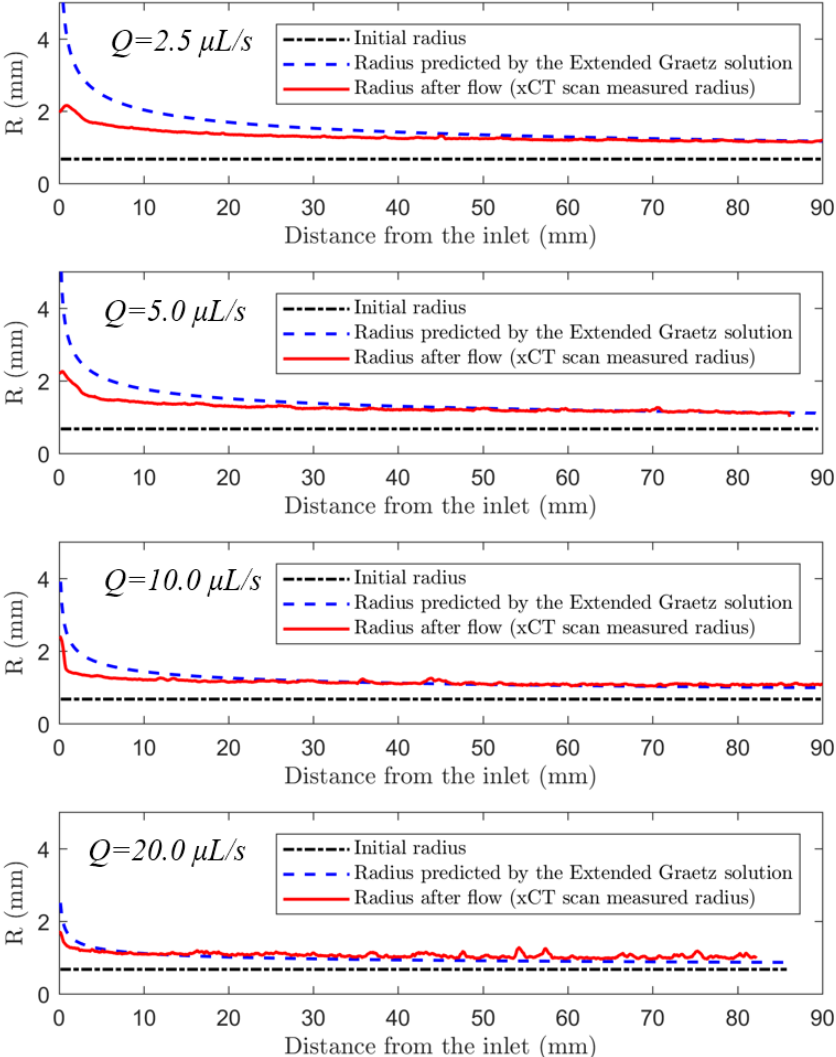 Q=2.5 μL/s
Initial radius
Radius predicted by the Extended Graetz solution
Radius after flow (xCT scan measured radius)
R (mm)
4
2
0
0 10 20 30 40 50 60 70 80 90
Distance from the inlet (mm)
Q=5.0 μL/s
Initial radius
Radius predicted by the Extended Graetz solution
Radius after flow (xCT scan measured radius)
R (mm)
4
2
0
0 10 20 30 40 50 60 70 80 90
Distance from the inlet (mm)
Q=10.0 μL/s
Initial radius
Radius predicted by the Extended Graetz solution
Radius after flow (xCT scan measured radius)
R (mm)
4
2
0
0 10 20 30 40 50 60 70 80 90
Distance from the inlet (mm)
Q=20.0 μL/s
Initial radius
Radius predicted by the Extended Graetz solution
Radius after flow (xCT scan measured radius)
R (mm)
4
2
0
0 10 20 30 40 50 60 70 80 90
Distance from the inlet (mm)